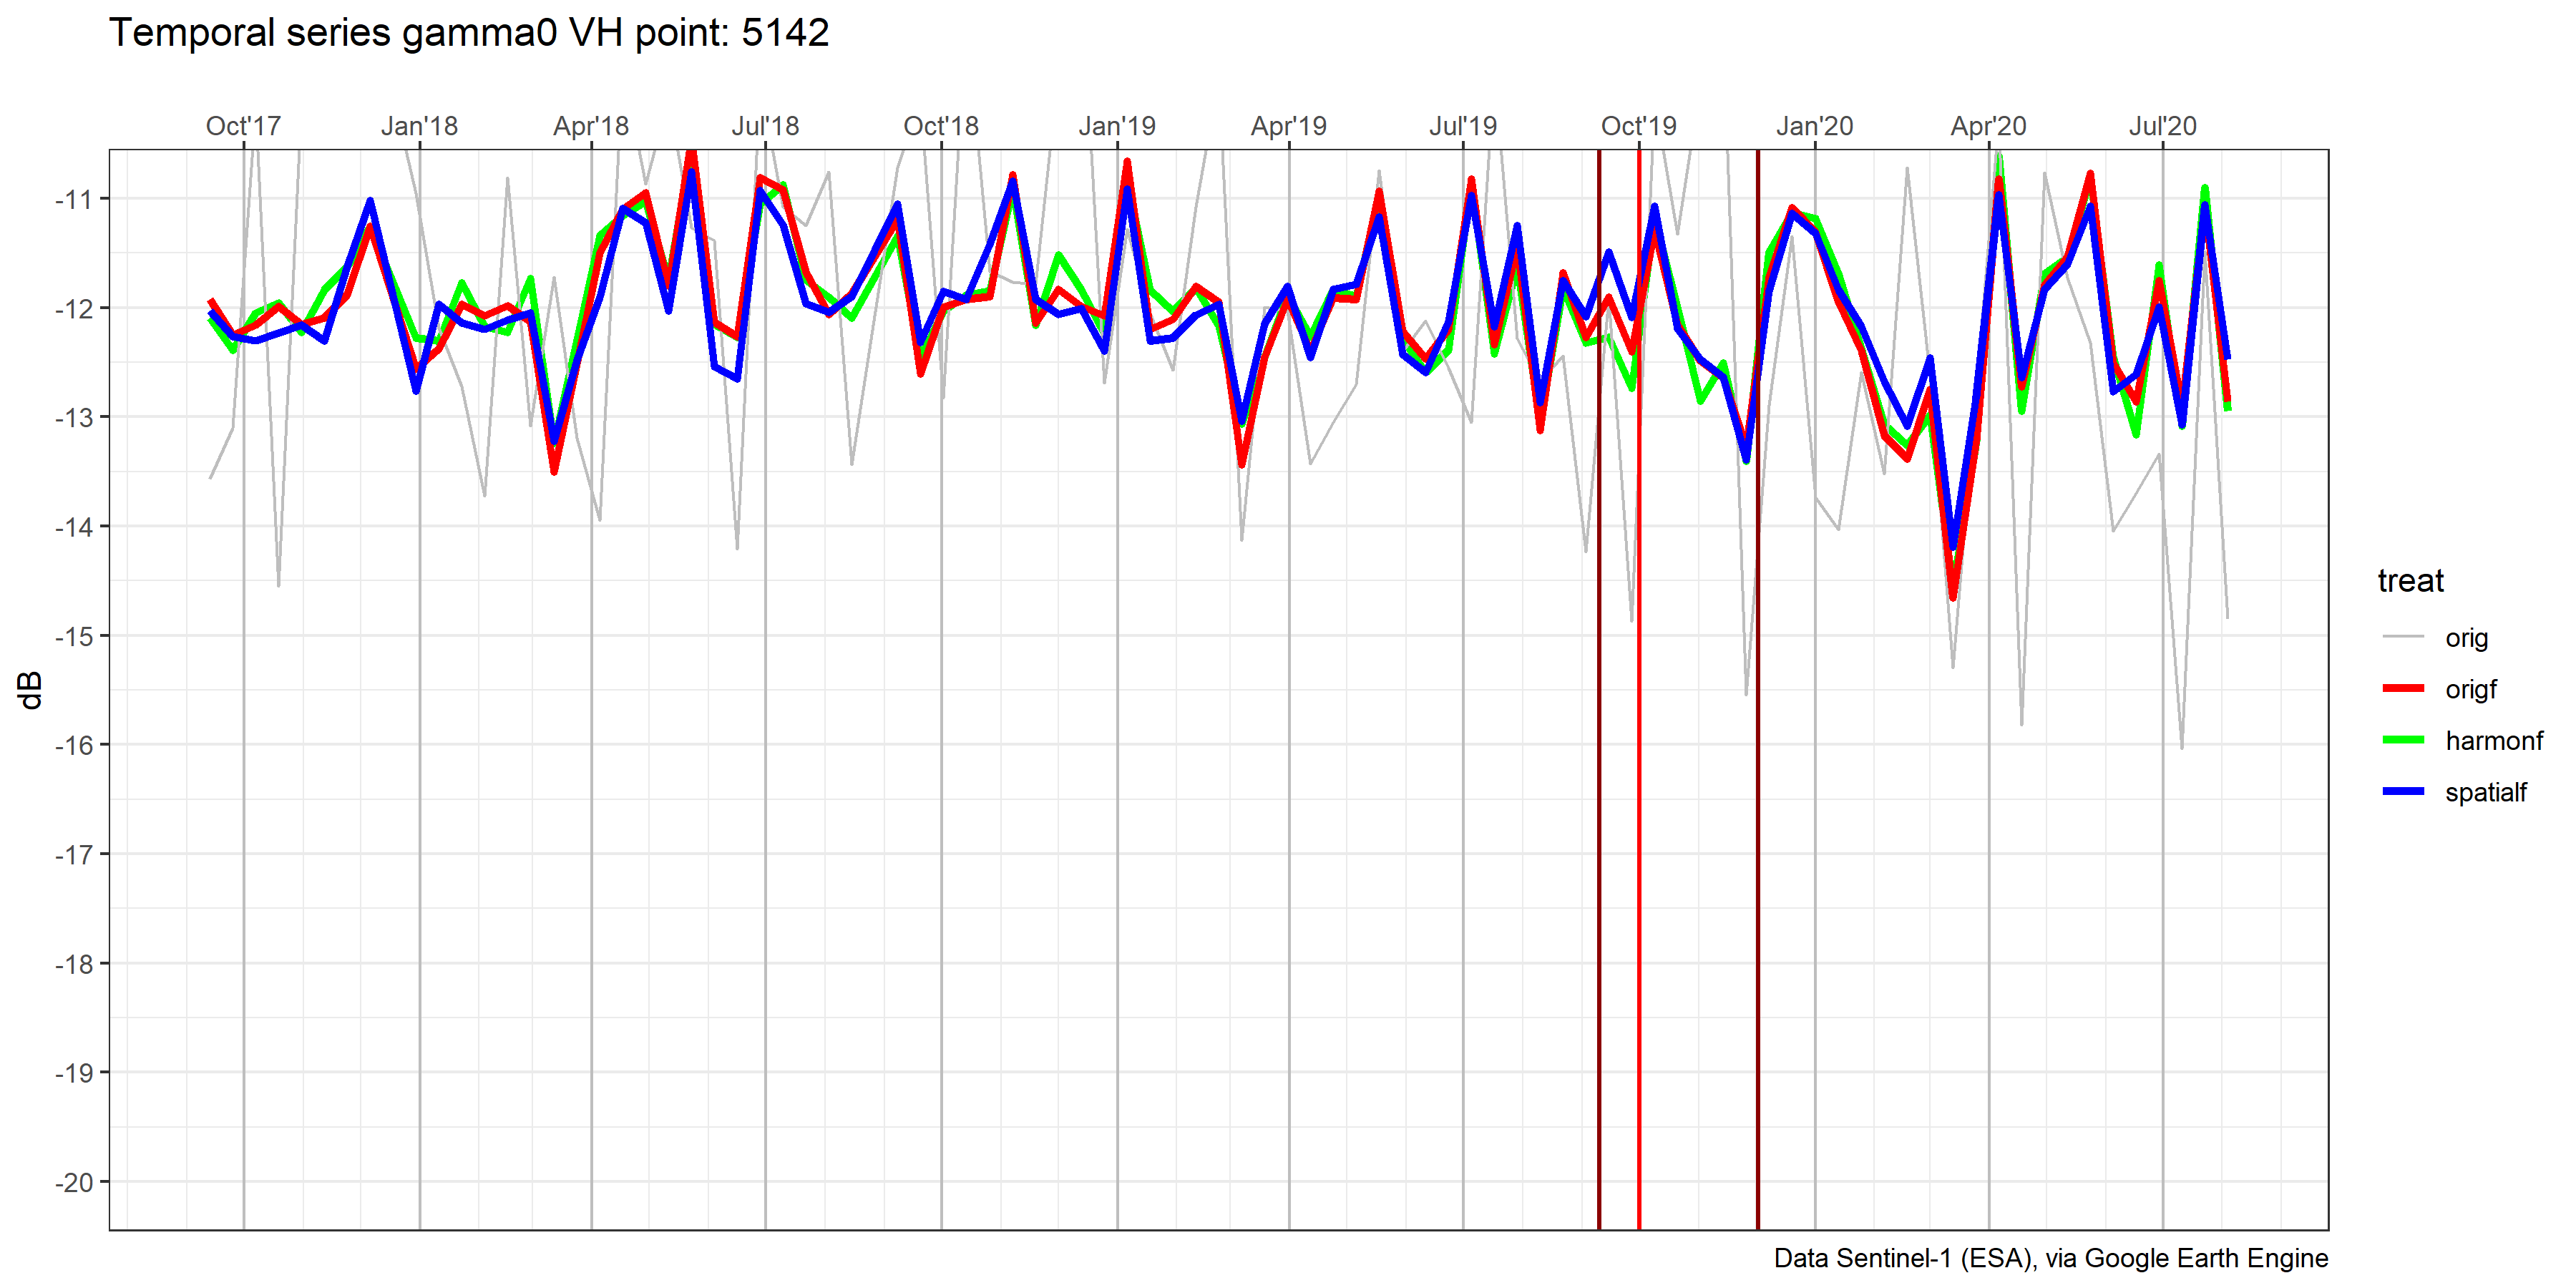 Temporal series gamma0 VH point: 5142
Oct'17 Jan'18 Apr'18 Jul'18 Oct'18 Jan'19 Apr'19 Jul'19 Oct'19 Jan'20 Apr'20 Jul'20
-11
-12
-13
-14
-15
-16
-17
-18
-19
-20
dB
treat
orig
origf
harmonf
spatialf
Data Sentinel-1 (ESA), via Google Earth Engine